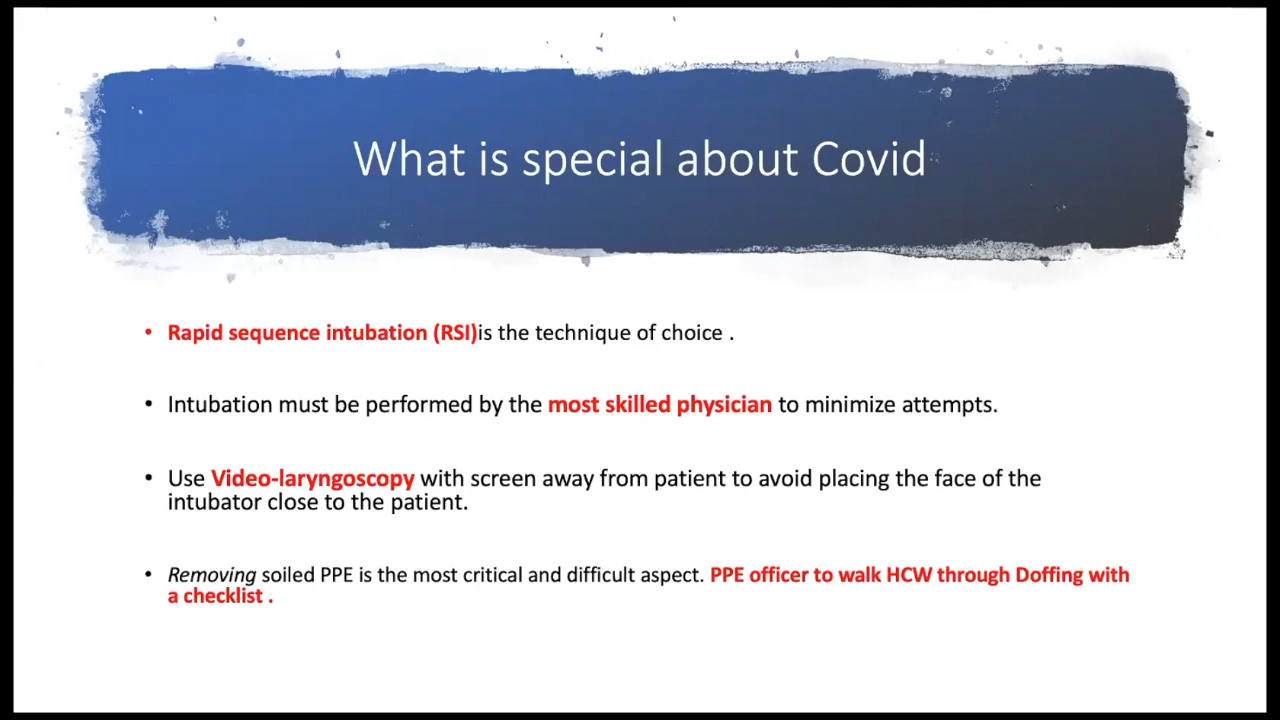 What is special about Covid
• Rapid sequence intubation (RSI)is the technique of choice .
• Intubation must be performed by the most skilled physician to minimize attempts.
• Use Video-laryngoscopy with screen away from patient to avoid placing the face of the
intubator close to the patient.
• Removing soiled PPE is the most critical and difficult aspect. PPE officer to walk HCW through Doffing with
a checklist .